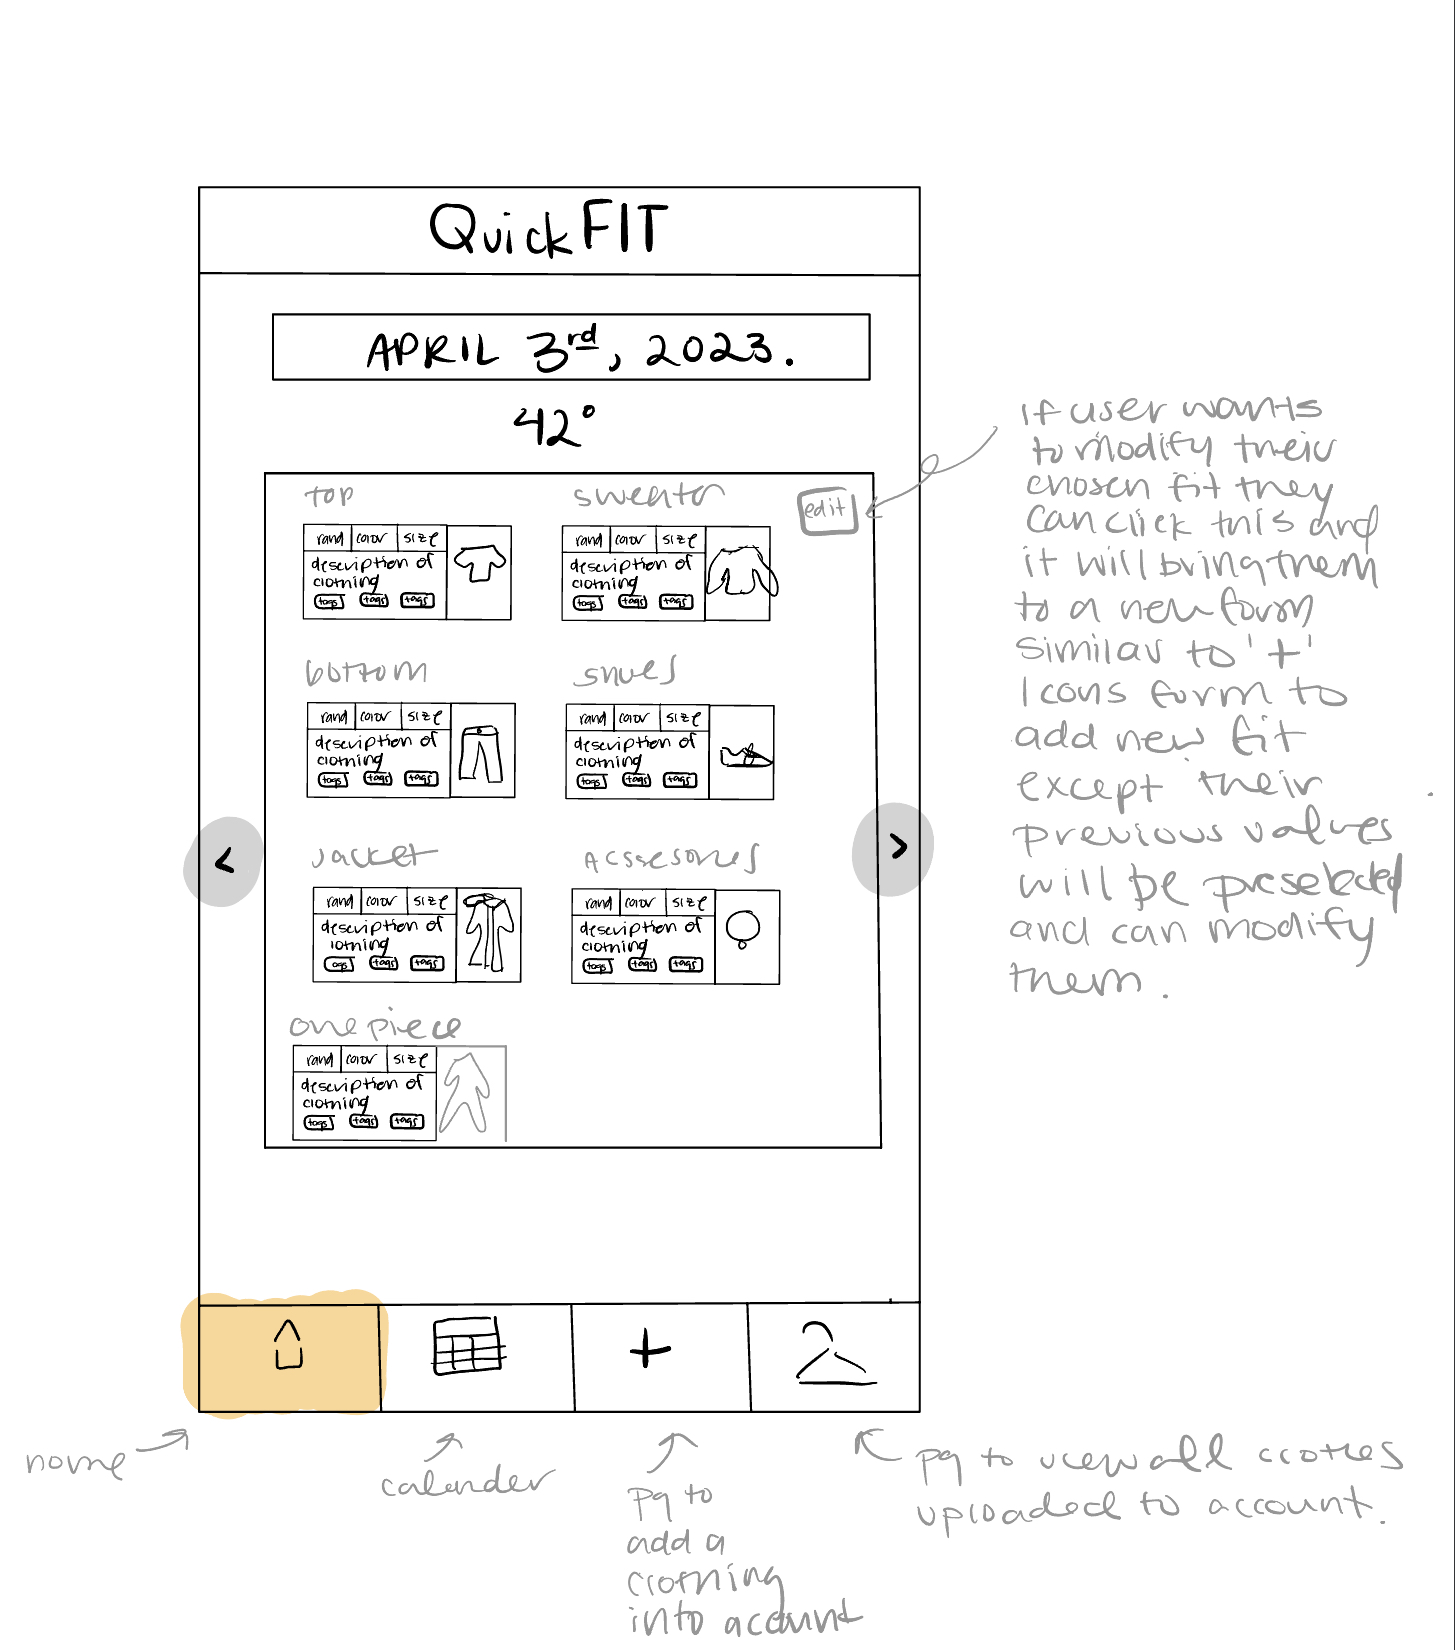 QuickFIT
APRIL 3rd, 2023.
42°
top
sweater
edit
rand color size
description of
clothing
tags tags tags
rand color size
description of
clothing
tags tags tags
bottom
shoes
rand color size
description of
clothing
tags tags tags
rand color size
description of
clothing
tags tags tags
<
>
Jacket
Acssesories
rand color size
description of
lothing
ags tags tags
rand color size
description of
clothing
tags tags tags
one piece
rand color size
description of
clothing
tags tags tags
If user wants
to modify their
chosen fit they
can click this and
it will bring them
to a new form
similar to '+'
Icons form to
add new fit
except their
previous values
will be preselected
and can modify
them.
+
home
calender
pg to
add a
clothing
into account
pg to view all clothes
uploaded to account.